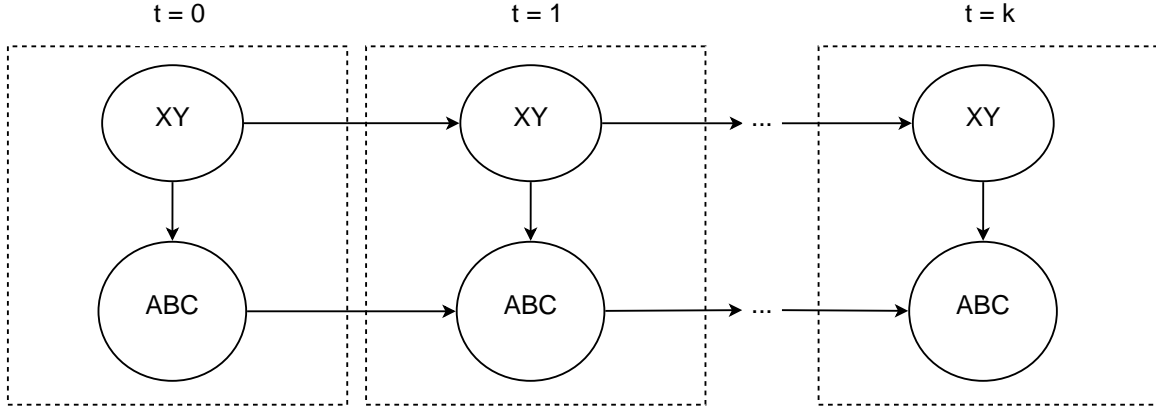 t = 0 t = 1 t = k
XY XY ... XY
ABC ABC ... ABC